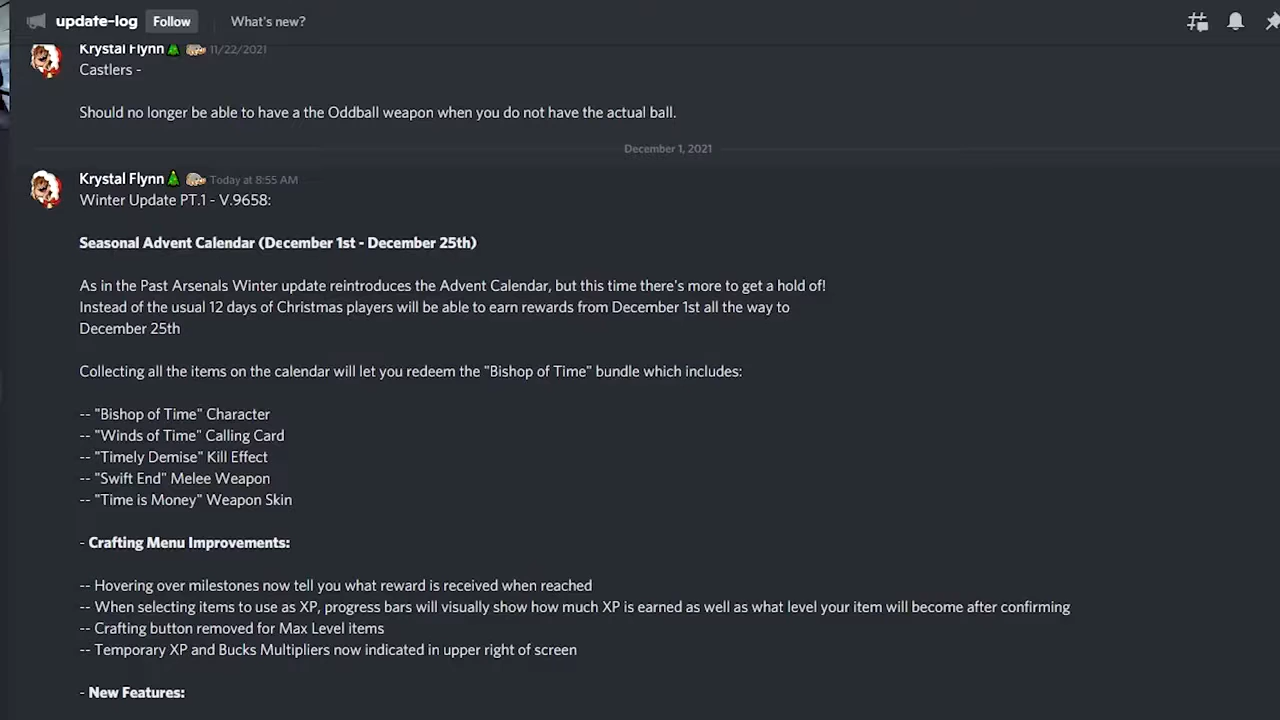 update-log Follow What's new?
Krystal Flynn 11/22/2021
Castlers -
Should no longer be able to have a the Oddball weapon when you do not have the actual ball.
December 1, 2021
Krystal Flynn Today at 8:55 AM
Winter Update PT.1 - V.9658:
Seasonal Advent Calendar (December 1st - December 25th)
As in the Past Arsenals Winter update reintroduces the Advent Calendar, but this time there's more to get a hold of!
Instead of the usual 12 days of Christmas players will be able to earn rewards from December 1st all the way to
December 25th
Collecting all the items on the calendar will let you redeem the "Bishop of Time" bundle which includes:
-- "Bishop of Time" Character
-- "Winds of Time" Calling Card
-- "Timely Demise" Kill Effect
-- "Swift End" Melee Weapon
-- "Time is Money" Weapon Skin
- Crafting Menu Improvements:
-- Hovering over milestones now tell you what reward is received when reached
-- When selecting items to use as XP, progress bars will visually show how much XP is earned as well as what level your item will become after confirming
-- Crafting button removed for Max Level items
-- Temporary XP and Bucks Multipliers now indicated in upper right of screen
- New Features: